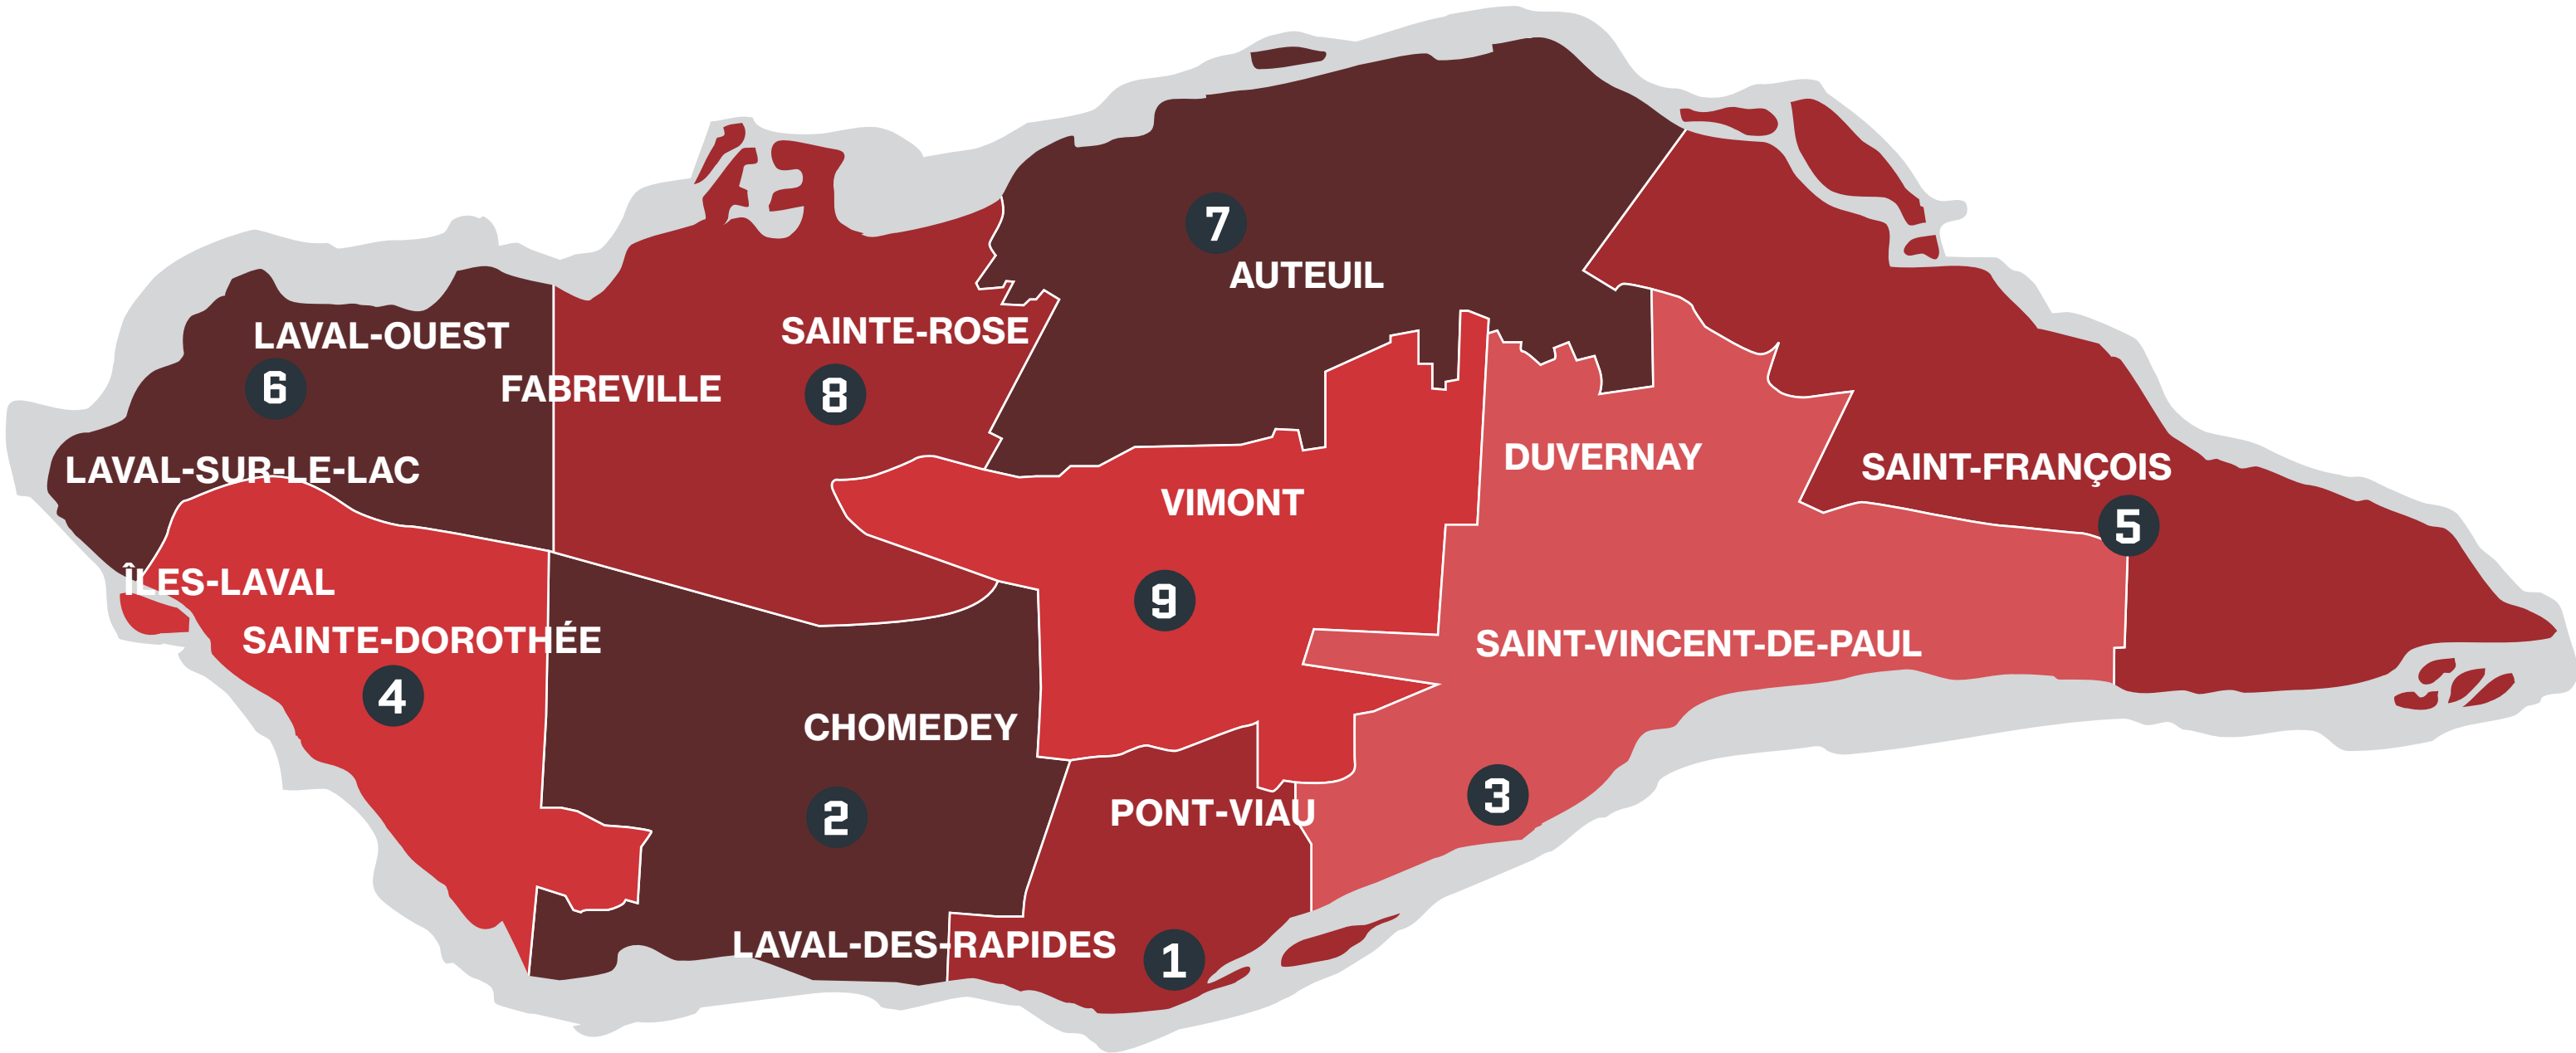 7
AUTEUIL
LAVAL-OUEST
SAINTE-ROSE
6
FABREVILLE
8
LAVAL-SUR-LE-LAC
DUVERNAY
SAINT-FRANÇOIS
VIMONT
5
ÎLES-LAVAL
9
SAINTE-DOROTHÉE
SAINT-VINCENT-DE-PAUL
4
CHOMEDEY
3
2
PONT-VIAU
LAVAL-DES-RAPIDES
1